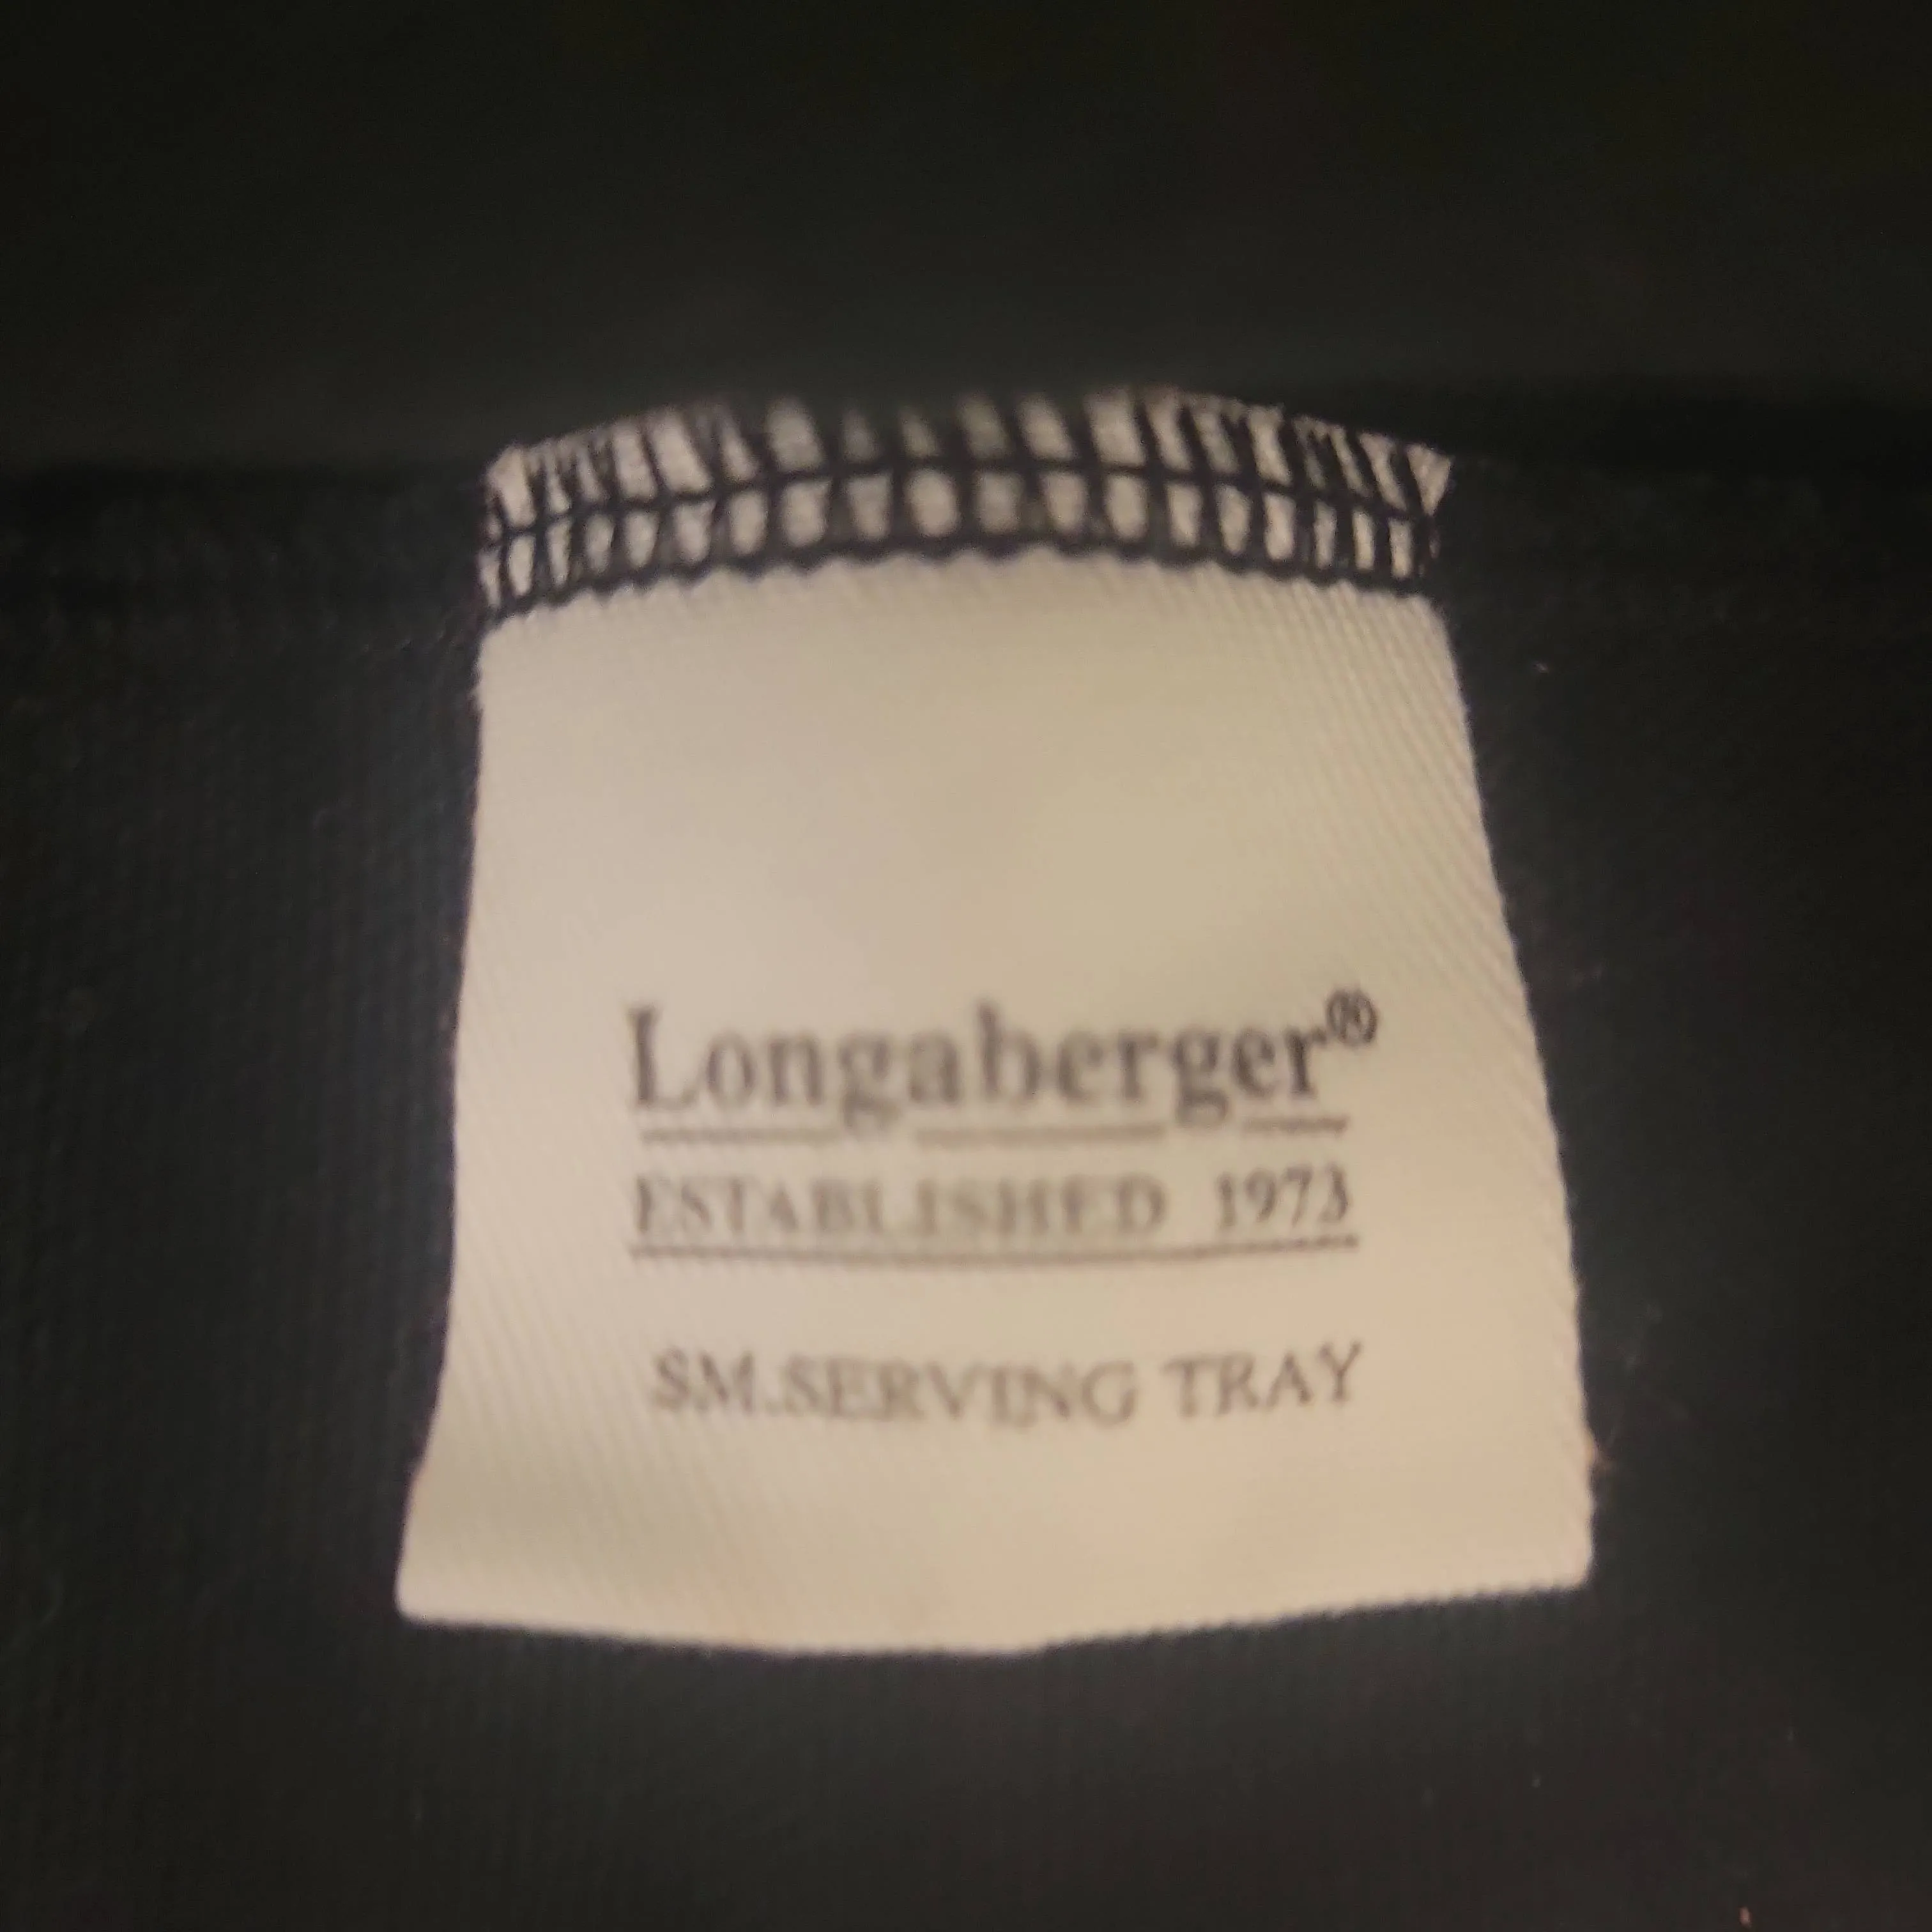 Longaberger®
ESTABLISHED 1973
SM.SERVING TRAY